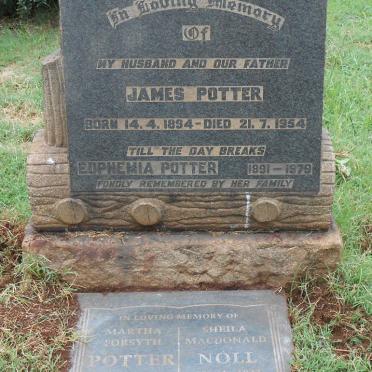 In Loving Memory
Of
MY HUSBAND AND OUR FATHER
JAMES POTTER
BORN 14. 4. 1894 - DIED 21. 7. 1954
TILL THE DAY BREAKS
EUPHEMIA POTTER 1891 - 1979
FONDLY REMEMBERED BY HER FAMILY
IN LOVING MEMORY OF
MARTHA FORSYTH POTTER
SHEILA MACDONALD NOLL